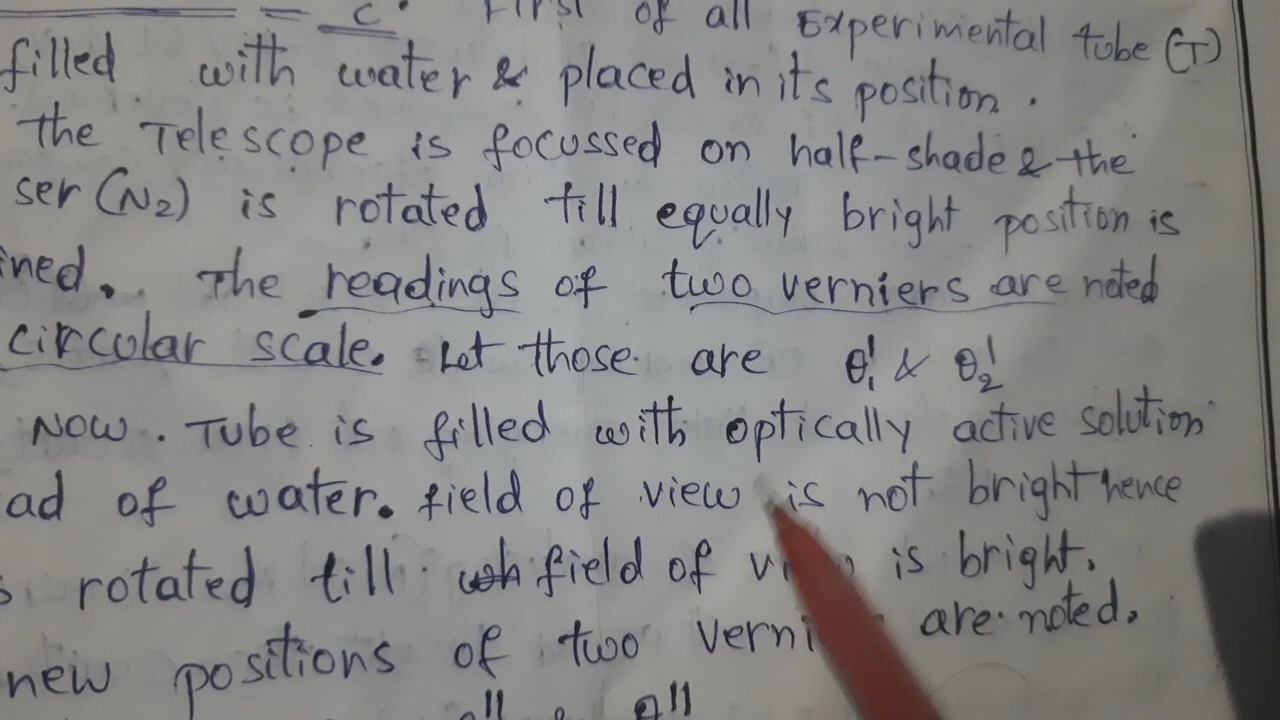 = c. First of all Experimental tube (T)
filled with water & placed in its position.
the Telescope is focussed on half-shade & the
ser (N₂) is rotated till equally bright position is
ined. The readings of two verniers are noted
circular scale. Let those are θ₁' & θ₂'
Now. Tube is filled with optically active solution
ad of water. field of view is not bright hence
s rotated till field of view is bright.
new positions of two verni are noted.
θ'' & θ''